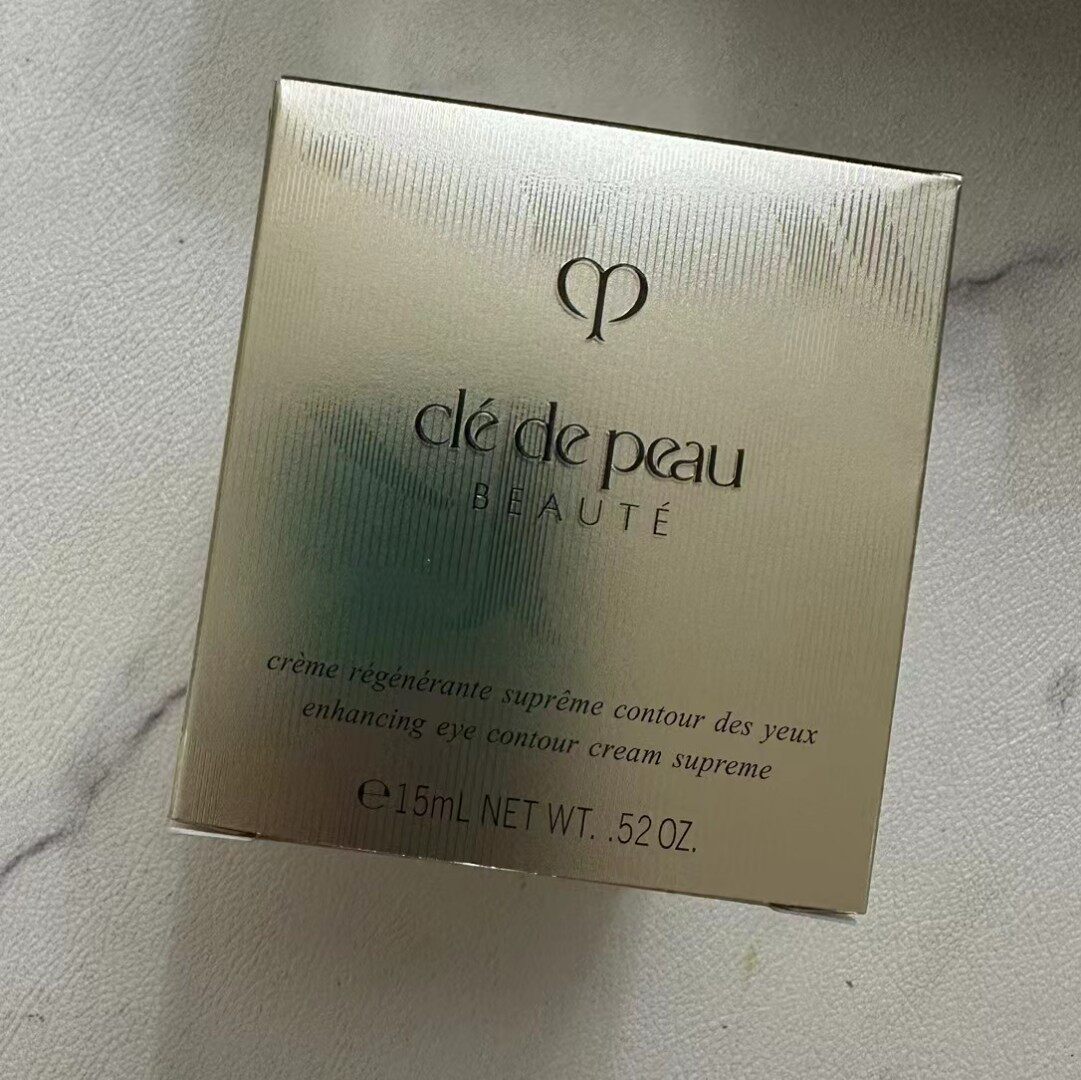 clé de peau
BEAUTÉ
crème régénérante suprême contour des yeux
enhancing eye contour cream supreme
℮15mL NET WT. .52 OZ.